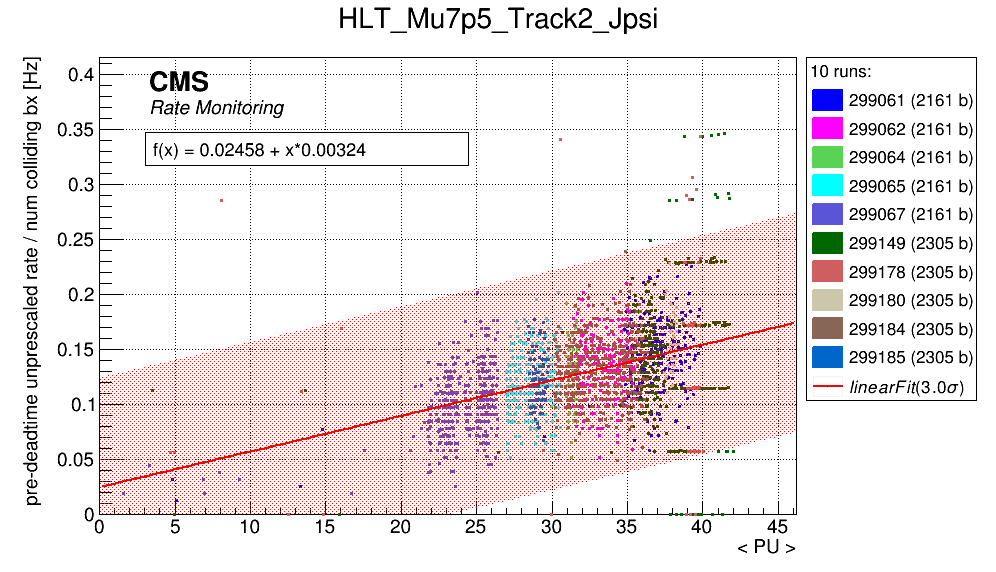 HLT_Mu7p5_Track2_Jpsi
pre-deadtime unprescaled rate / num colliding bx [Hz]
CMS
Rate Monitoring
f(x) = 0.02458 + x*0.00324
0.4
0.35
0.3
0.25
0.2
0.15
0.1
0.05
0
0 5 10 15 20 25 30 35 40 45
< PU >
10 runs:
299061 (2161 b)
299062 (2161 b)
299064 (2161 b)
299065 (2161 b)
299067 (2161 b)
299149 (2305 b)
299178 (2305 b)
299180 (2305 b)
299184 (2305 b)
299185 (2305 b)
linearFit(3.0σ)